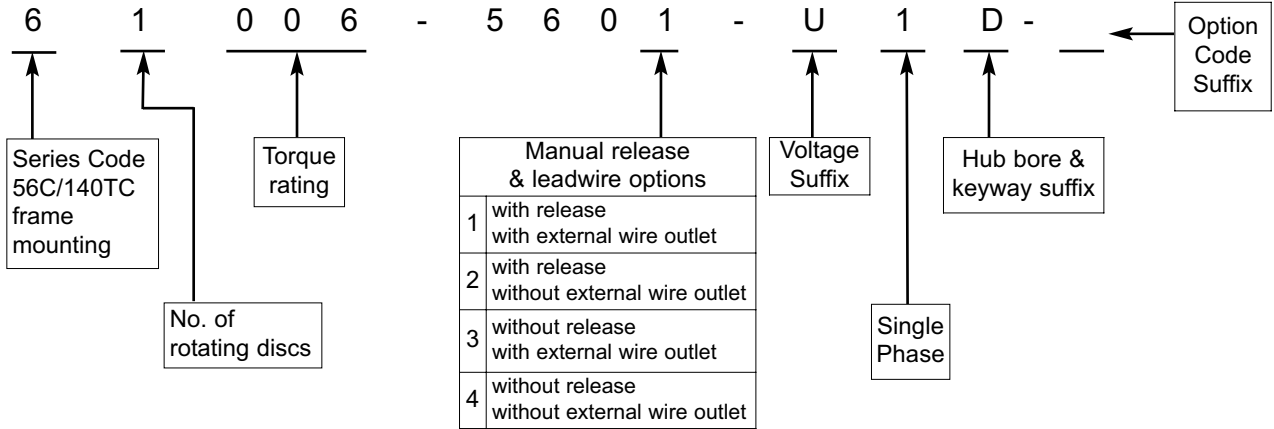 6 1 0 0 6 - 5 6 0 1 - U 1 D -
Option
Code
Suffix
Series Code
56C/140TC
frame
mounting
No. of
rotating discs
Torque
rating
Manual release
& leadwire options
1 with release
with external wire outlet
2 with release
without external wire outlet
3 without release
with external wire outlet
4 without release
without external wire outlet
Voltage
Suffix
Single
Phase
Hub bore &
keyway suffix